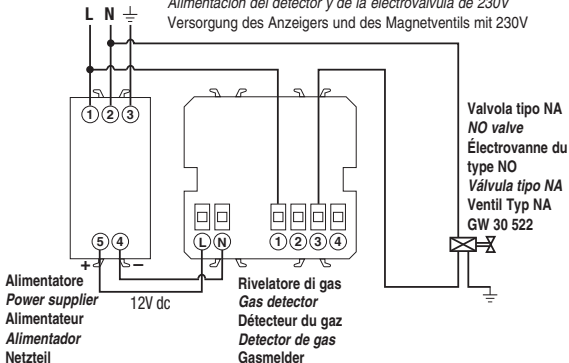 Alimentación del detector y de la electroválvula de 230V
Versorgung des Anzeigers und des Magnetventils mit 230V
L N
1 2 3
Valvola tipo NA
NO valve
Électrovanne du
type NO
Válvula tipo NA
Ventil Typ NA
GW 30 522
5 4
L N
1 2 3 4
+ −
12V dc
Alimentatore
Power supplier
Alimentateur
Alimentador
Netzteil
Rivelatore di gas
Gas detector
Détecteur du gaz
Detector de gas
Gasmelder